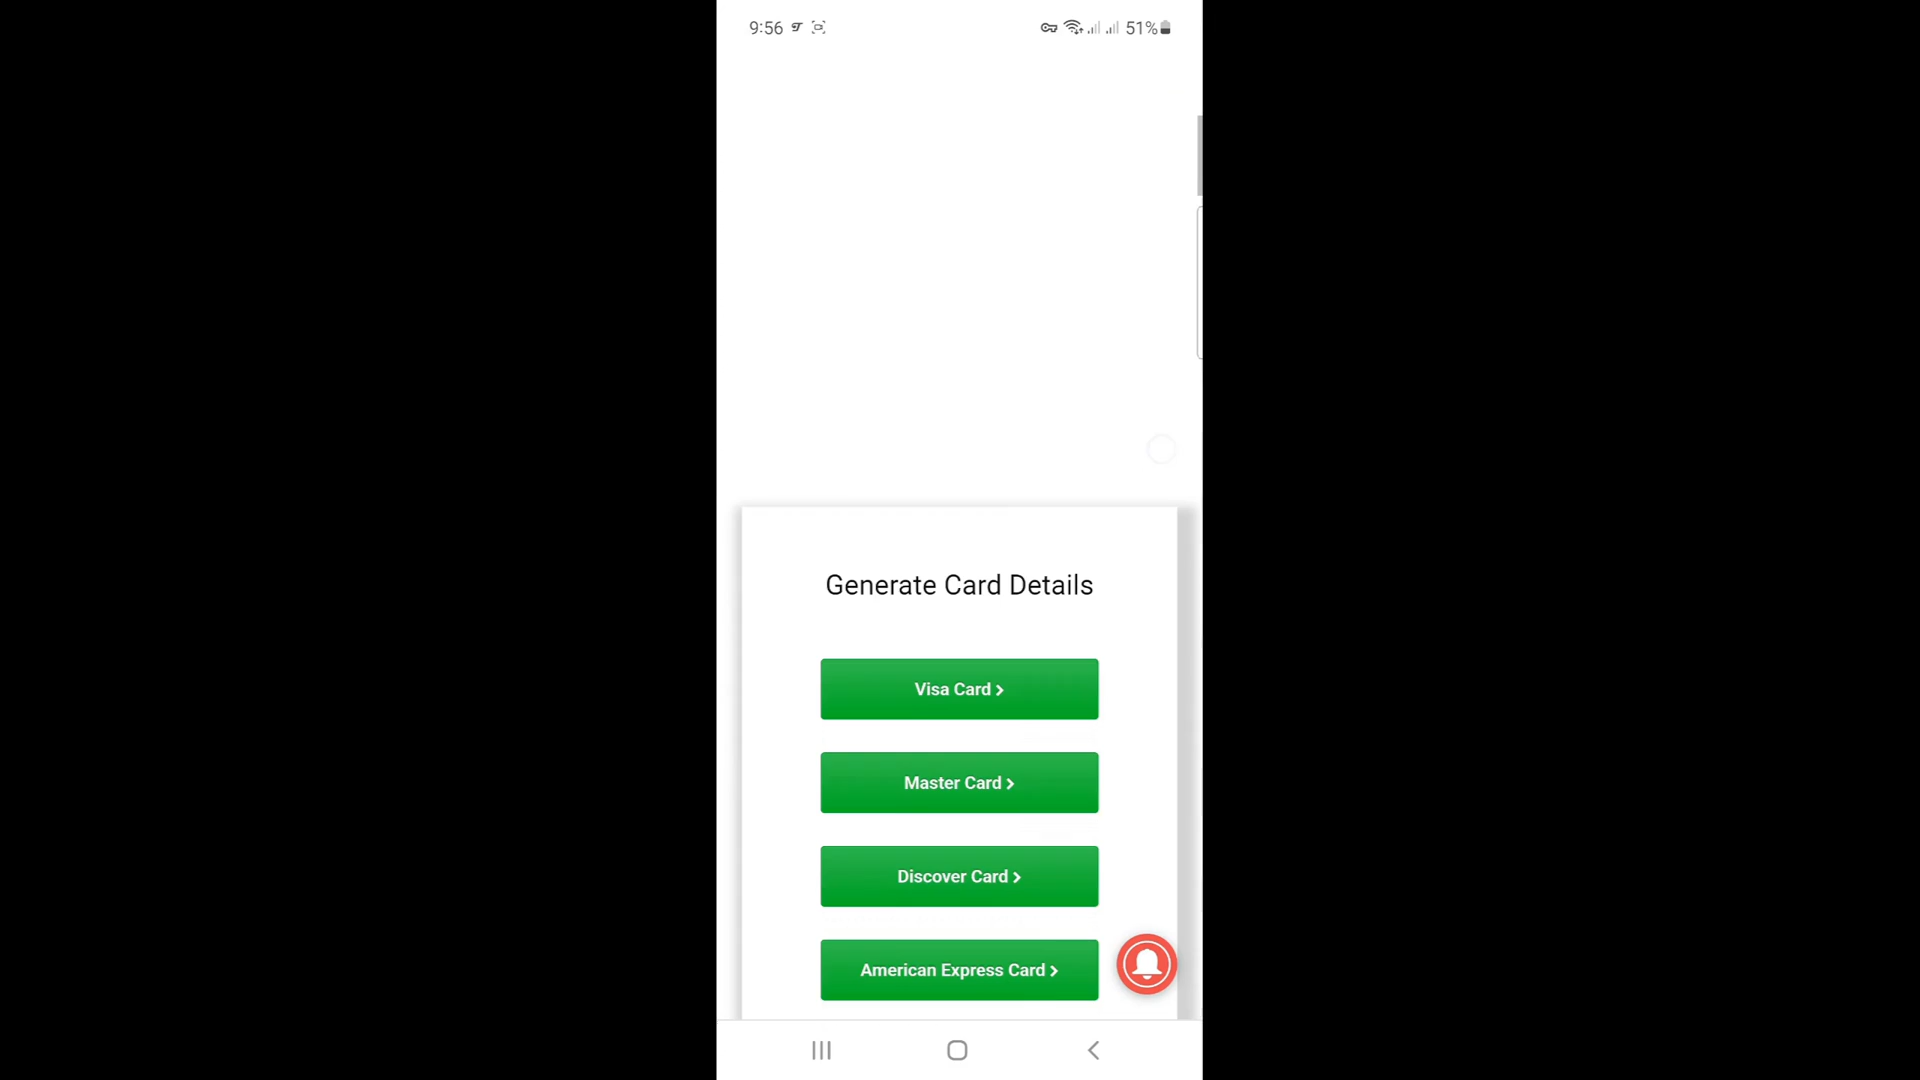 9:56
51%
Generate Card Details
Visa Card
Master Card
Discover Card
American Express Card